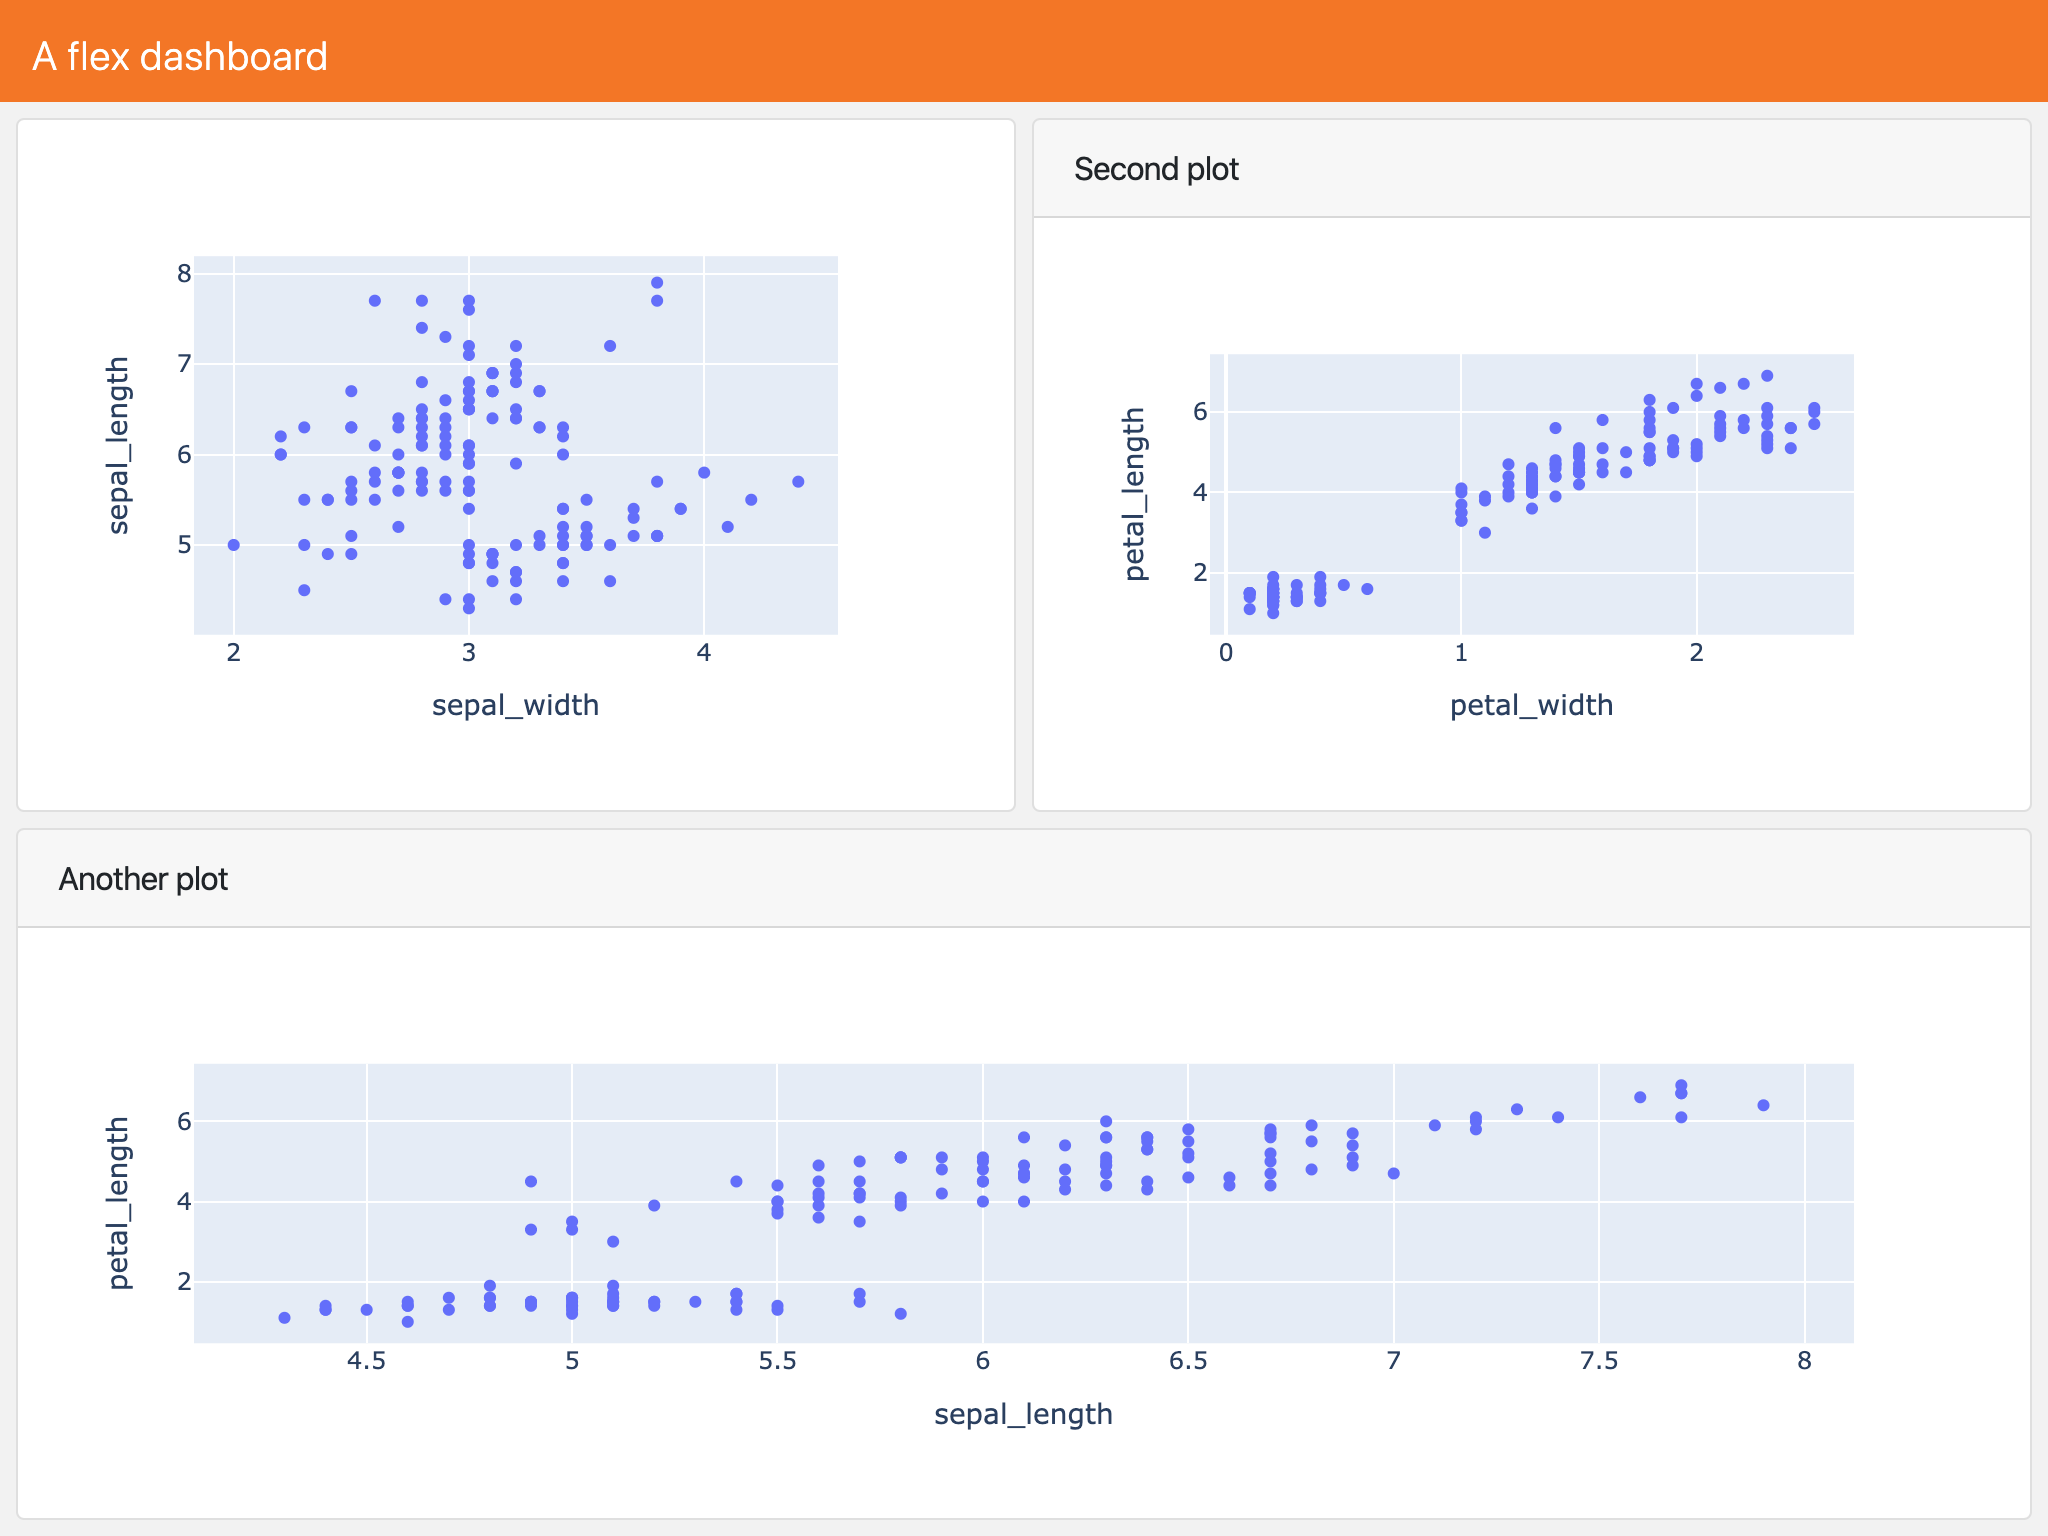 A flex dashboard
8
7
6
5
sepal_length
2 3 4
sepal_width
Second plot
6
4
2
petal_length
0 1 2
petal_width
Another plot
6
4
2
petal_length
4.5 5 5.5 6 6.5 7 7.5 8
sepal_length